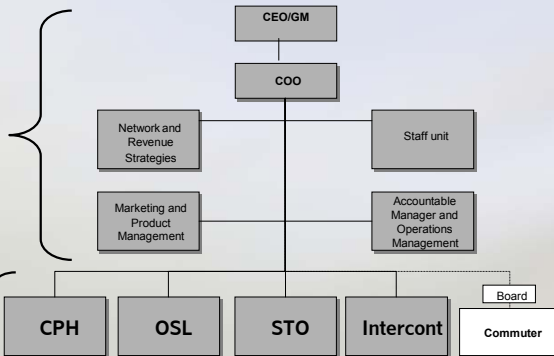 CEO/GM
COO
Network and
Revenue
Strategies
Staff unit
Marketing and
Product
Management
Accountable
Manager and
Operations
Management
Board
CPH
OSL
STO
Intercont
Commuter